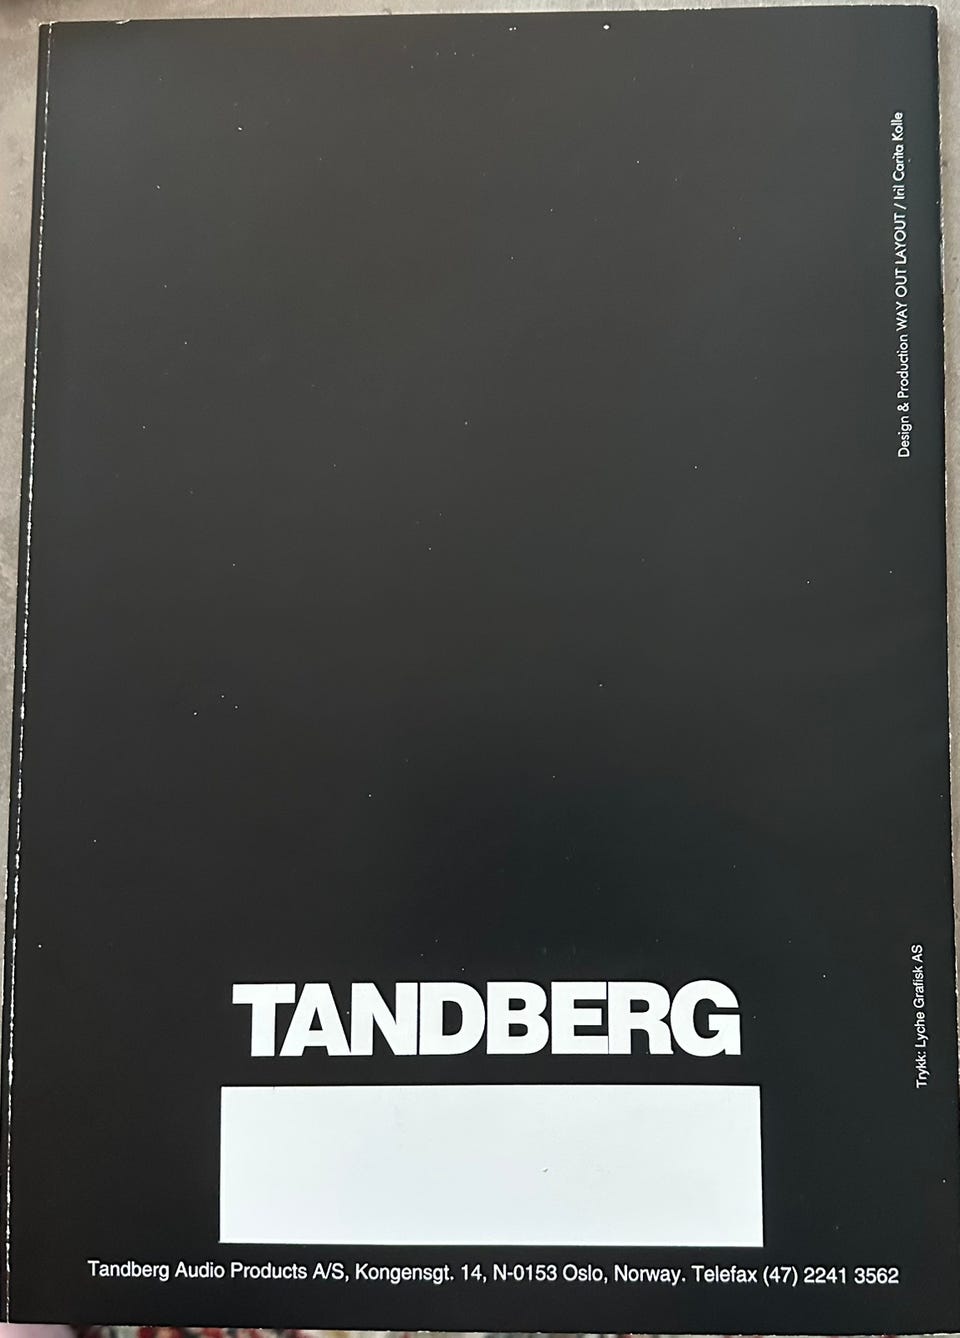 Design & Production WAY OUT LAYOUT / Iril Carita Kolle
TANDBERG
Trykk: Lyche Grafisk AS
Tandberg Audio Products A/S, Kongensgt. 14, N-0153 Oslo, Norway. Telefax (47) 2241 3562